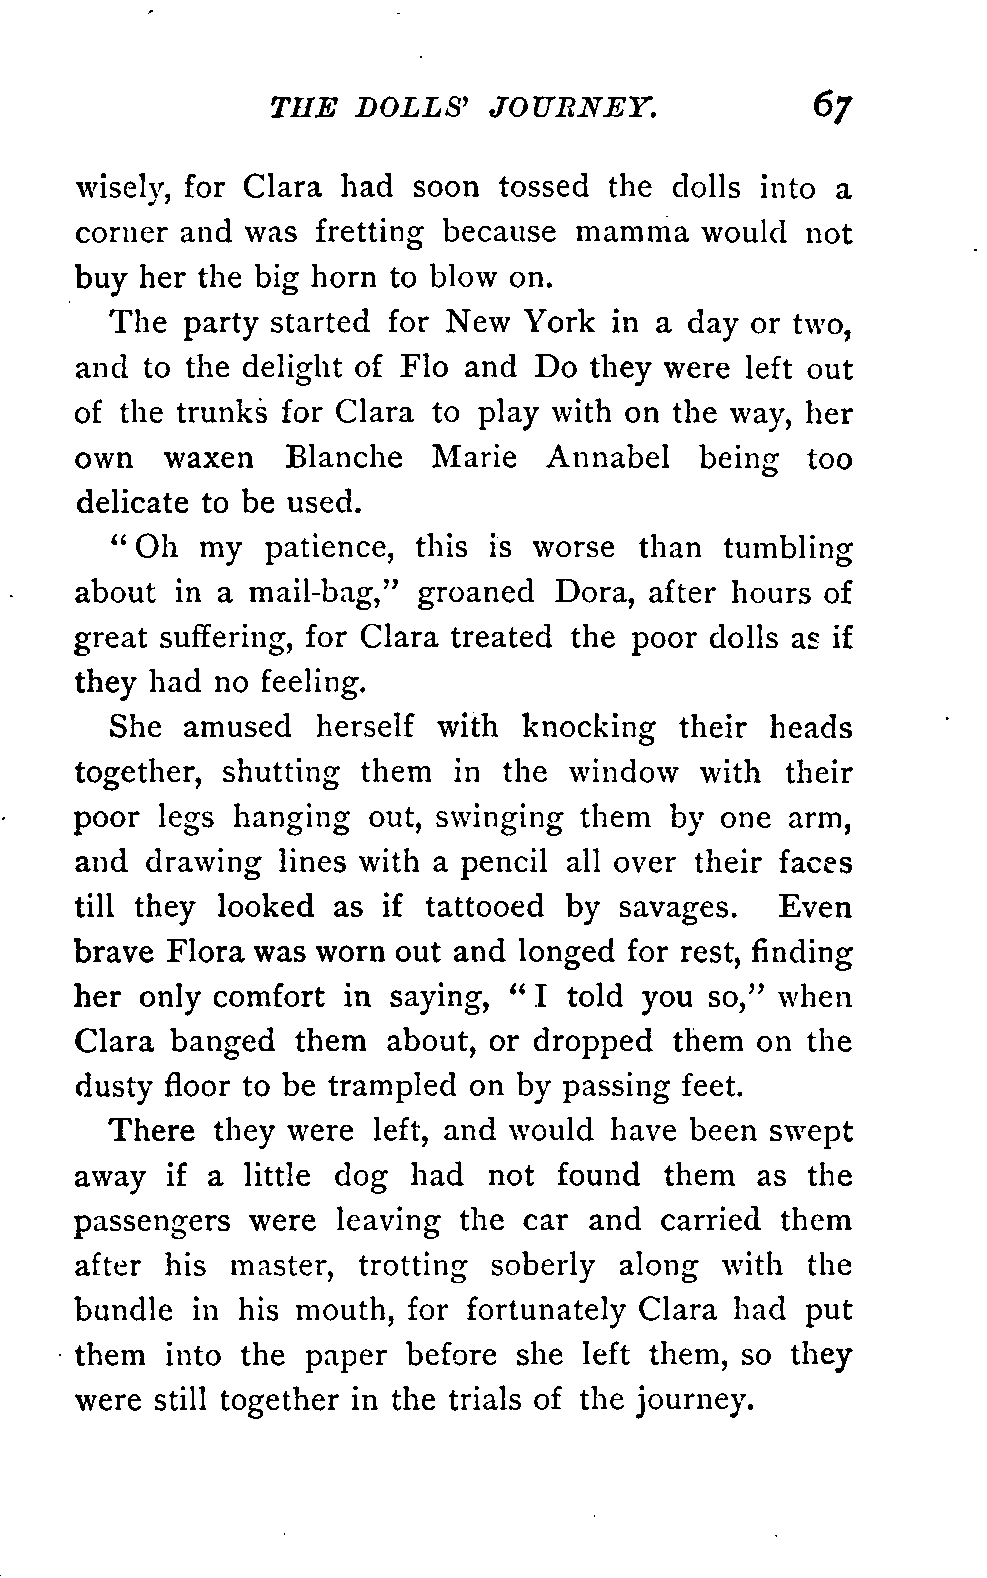 THE DOLLS' JOURNEY. 67
wisely, for Clara had soon tossed the dolls into a
corner and was fretting because mamma would not
buy her the big horn to blow on.
The party started for New York in a day or two,
and to the delight of Flo and Do they were left out
of the trunks for Clara to play with on the way, her
own waxen Blanche Marie Annabel being too
delicate to be used.
“Oh my patience, this is worse than tumbling
about in a mail-bag,” groaned Dora, after hours of
great suffering, for Clara treated the poor dolls as if
they had no feeling.
She amused herself with knocking their heads
together, shutting them in the window with their
poor legs hanging out, swinging them by one arm,
and drawing lines with a pencil all over their faces
till they looked as if tattooed by savages. Even
brave Flora was worn out and longed for rest, finding
her only comfort in saying, “I told you so,” when
Clara banged them about, or dropped them on the
dusty floor to be trampled on by passing feet.
There they were left, and would have been swept
away if a little dog had not found them as the
passengers were leaving the car and carried them
after his master, trotting soberly along with the
bundle in his mouth, for fortunately Clara had put
them into the paper before she left them, so they
were still together in the trials of the journey.